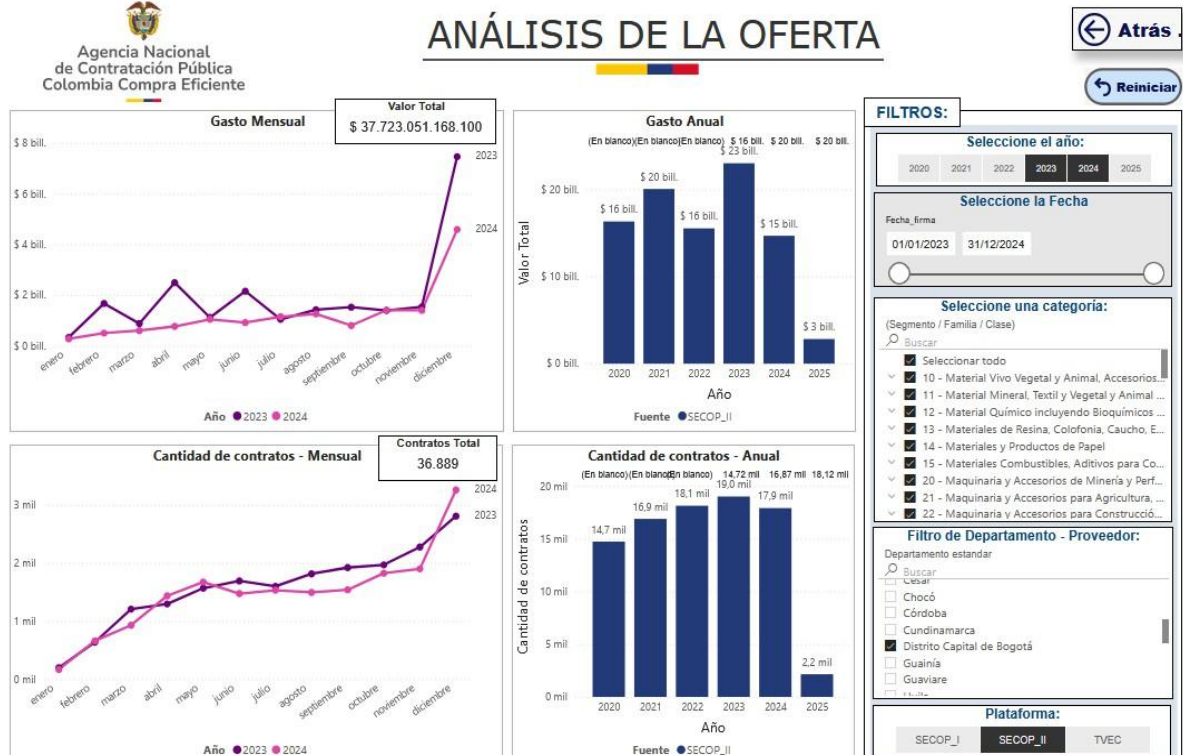 Agencia Nacional
de Contratación Pública
Colombia Compra Eficiente
ANÁLISIS DE LA OFERTA
Atrás .
Reiniciar
Gasto Mensual
Valor Total
$ 37.723.051.168.100
$ 8 bill.
$ 6 bill.
$ 4 bill.
$ 2 bill.
$ 0 bill.
2023
2024
enero febrero marzo abril mayo junio julio agosto septiembre octubre noviembre diciembre
Año 2023 2024
Gasto Anual
(En blanco) (En blanco) (En blanco) $ 16 bill. $ 20 bill. $ 20 bill.
Valor Total
$ 20 bill.
$ 10 bill.
$ 0 bill.
$ 16 bill. $ 20 bill. $ 16 bill. $ 23 bill. $ 15 bill. $ 3 bill.
2020 2021 2022 2023 2024 2025
Año
Fuente SECOP_II
Cantidad de contratos - Mensual
Contratos Total
36.889
3 mil
2 mil
1 mil
0 mil
2024
2023
enero febrero marzo abril mayo junio julio agosto septiembre octubre noviembre diciembre
Año 2023 2024
Cantidad de contratos - Anual
(En blanco) (En blanco) (En blanco) 14,72 mil 16,87 mil 18,12 mil
Cantidad de contratos
20 mil
15 mil
10 mil
5 mil
0 mil
14,7 mil 16,9 mil 18,1 mil 19,0 mil 17,9 mil 2,2 mil
2020 2021 2022 2023 2024 2025
Año
Fuente SECOP_II
FILTROS:
Seleccione el año:
2020 2021 2022 2023 2024 2025
Seleccione la Fecha
Fecha_firma
01/01/2023 31/12/2024
Seleccione una categoría:
(Segmento / Familia / Clase)
Buscar
Seleccionar todo
10 - Material Vivo Vegetal y Animal, Accesorios...
11 - Material Mineral, Textil y Vegetal y Animal ...
12 - Material Químico incluyendo Bioquímicos ...
13 - Materiales de Resina, Colofonia, Caucho, E...
14 - Materiales y Productos de Papel
15 - Materiales Combustibles, Aditivos para Co...
20 - Maquinaria y Accesorios de Minería y Perf...
21 - Maquinaria y Accesorios para Agricultura, ...
22 - Maquinaria y Accesorios para Construcció...
Filtro de Departamento - Proveedor:
Departamento estandar
Buscar
Cesar
Chocó
Córdoba
Cundinamarca
Distrito Capital de Bogotá
Guainía
Guaviare
Plataforma:
SECOP_I SECOP_II TVEC